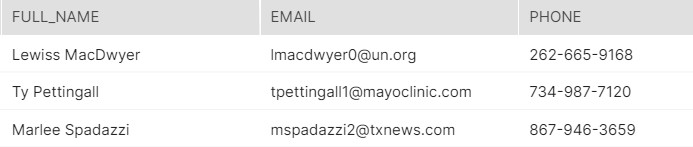 FULL_NAME EMAIL PHONE
Lewiss MacDwyer lmacdwyer0@un.org 262-665-9168
Ty Pettingall tpettingall1@mayoclinic.com 734-987-7120
Marlee Spadazzi mspadazzi2@txnews.com 867-946-3659